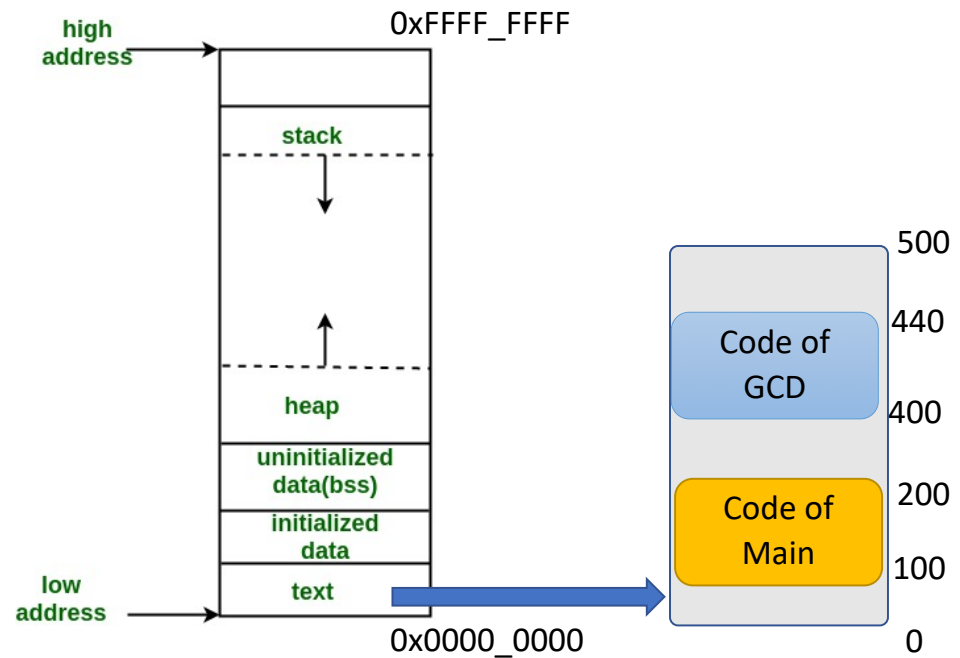 0xFFFF_FFFF
high
address
stack
heap
uninitialized
data(bss)
initialized
data
text
low
address
0x0000_0000
500
440
Code of
GCD
400
200
Code of
Main
100
0